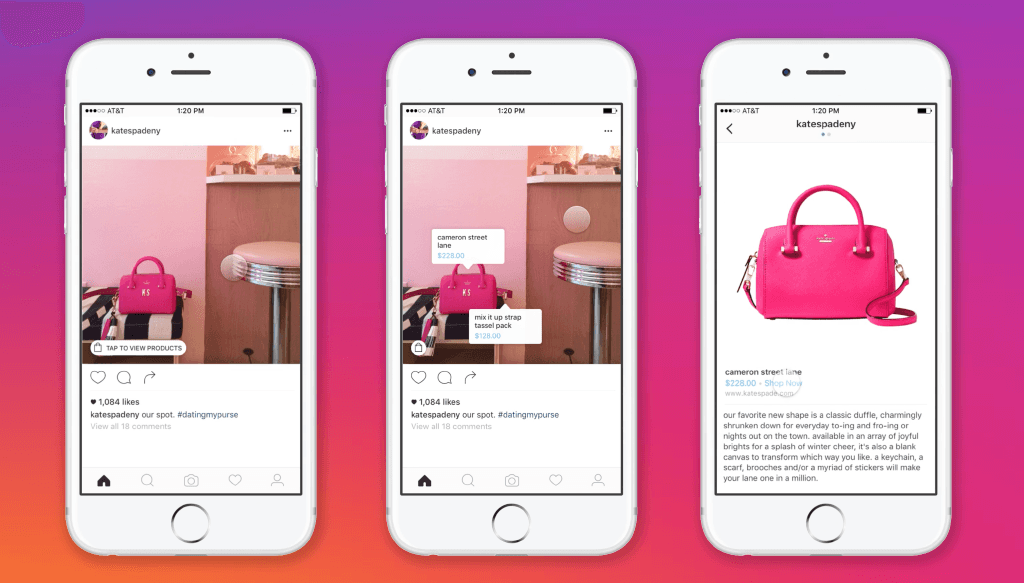 AT&T 1:20 PM
katespadeny
K·S
TAP TO VIEW PRODUCTS
1,084 likes
katespadeny our spot. #datingmypurse
View all 18 comments
AT&T 1:20 PM
katespadeny
cameron street
lane
$228.00
K·S
mix it up strap
tassel pack
$128.00
1,084 likes
katespadeny our spot. #datingmypurse
View all 18 comments
AT&T 1:20 PM
katespadeny
cameron street lane
$228.00 - Shop Now
www.katespade.com
our favorite new shape is a classic duffle, charmingly
shrunken down for everyday to-ing and fro-ing or
nights out on the town. available in an array of joyful
brights for a splash of winter cheer, it's also a blank
canvas to transform which way you like. a keychain, a
scarf, brooches and/or a myriad of stickers will make
your lane one in a million.